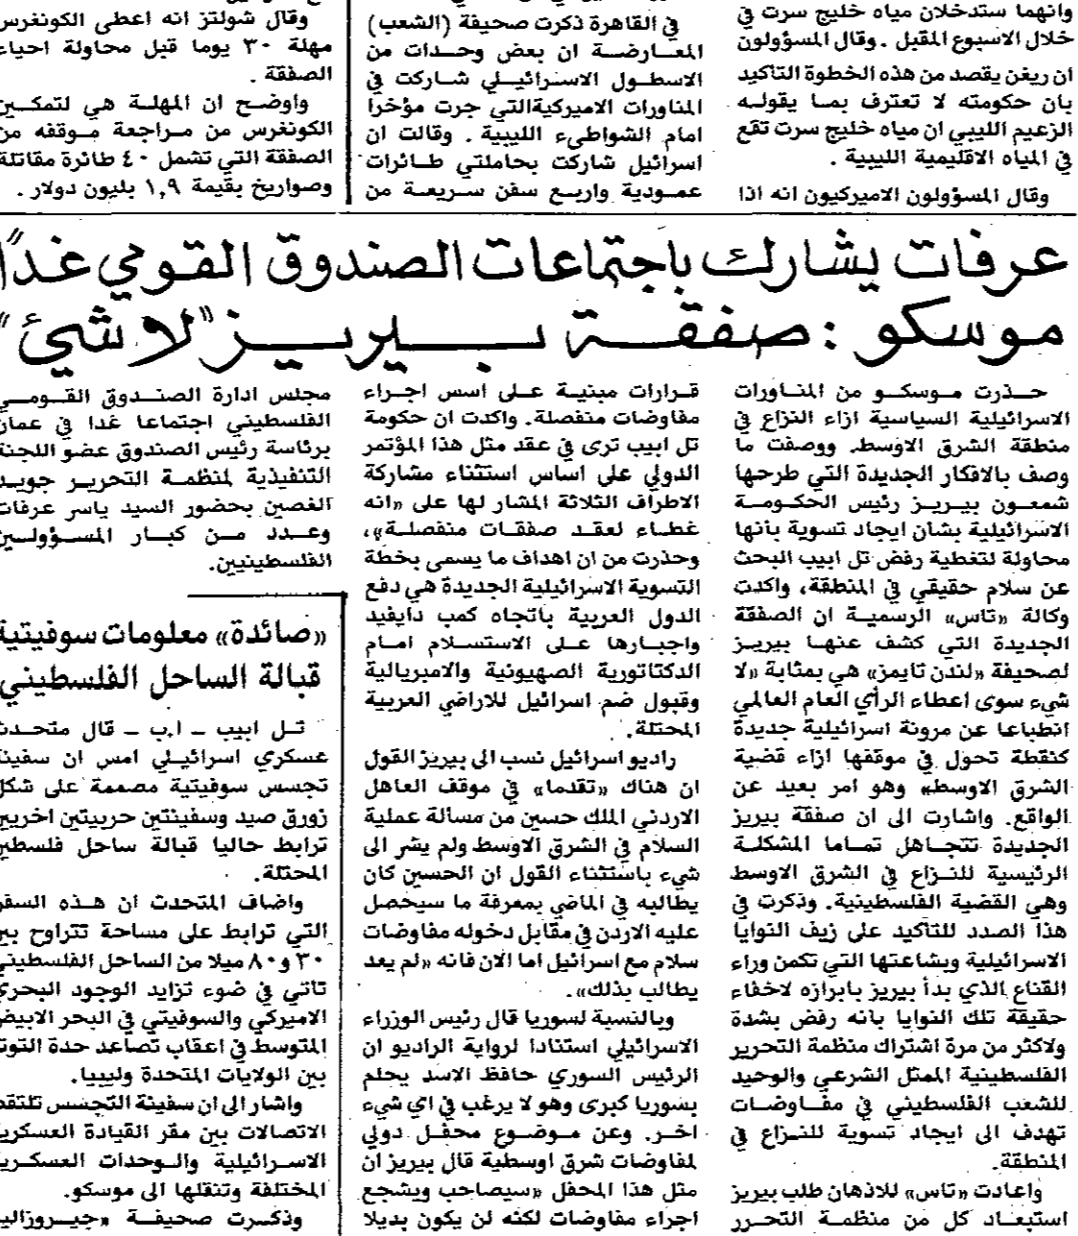 وانهما ستدخلان مياه خليج سرت في
خلال الاسبوع المقبل . وقال المسؤولون
ان ريغن يقصد من هذه الخطوة التاكيد
بان حكومته لا تعترف بما يقوله
الزعيم الليبي ان مياه خليج سرت تقع
في المياه الاقليمية الليبية .
وقال المسؤولون الاميركيون انه اذا
في القاهرة ذكرت صحيفة (الشعب)
المعارضة ان بعض وحدات من
الاسطول الاسرائيلي شاركت في
المناورات الاميركية التي جرت مؤخرا
امام الشواطىء الليبية . وقالت ان
اسرائيل شاركت بحاملتي طائرات
عمودية واربع سفن سريعة من
وقال شولتز انه اعطى الكونغرس
مهلة ٣٠ يوما قبل محاولة احياء
الصفقة .
واوضح ان المهلة هي لتمكين
الكونغرس من مراجعة موقفه من
الصفقة التي تشمل ٤٠ طائرة مقاتلة
وصواريخ بقيمة ١,٩ بليون دولار .
عرفات يشارك باجتماعات الصندوق القومي غداً
موسكو : صفقة بيريز "لا شيئ"
حذرت موسكو من المناورات
الاسرائيلية السياسية ازاء النزاع في
منطقة الشرق الاوسط. ووصفت ما
وصف بالافكار الجديدة التي طرحها
شمعون بيريز رئيس الحكومة
الاسرائيلية بشان ايجاد تسوية بانها
محاولة لتغطية رفض تل ابيب البحث
عن سلام حقيقي في المنطقة، واكدت
وكالة «تاس» الرسمية ان الصفقة
الجديدة التي كشف عنها بيريز
لصحيفة «لندن تايمز» هي بمثابة «لا
شيء سوى اعطاء الرأي العام العالمي
انطباعا عن مرونة اسرائيلية جديدة
كنقطة تحول في موقفها ازاء قضية
الشرق الاوسط» وهو امر بعيد عن
الواقع. واشارت الى ان صفقة بيريز
الجديدة تتجاهل تماما المشكلة
الرئيسية للنزاع في الشرق الاوسط
وهي القضية الفلسطينية. وذكرت في
هذا الصدد للتأكيد على زيف النوايا
الاسرائيلية وبشاعتها التي تكمن وراء
القناع الذي بدأ بيريز بابرازه لاخفاء
حقيقة تلك النوايا بانه رفض بشدة
ولاكثر من مرة اشتراك منظمة التحرير
الفلسطينية الممثل الشرعي والوحيد
للشعب الفلسطيني في مفاوضات
تهدف الى ايجاد تسوية للنزاع في
المنطقة.
واعادت «تاس» للاذهان طلب بيريز
استبعاد كل من منظمة التحرر
قرارات مبنية على اسس اجراء
مفاوضات منفصلة. واكدت ان حكومة
تل ابيب ترى في عقد مثل هذا المؤتمر
الدولي على اساس استثناء مشاركة
الاطراف الثلاثة المشار لها على «انه
غطاء لعقد صفقات منفصلة»،
وحذرت من ان اهداف ما يسمى بخطة
التسوية الاسرائيلية الجديدة هي دفع
الدول العربية باتجاه كمب دايفيد
واجبارها على الاستسلام امام
الدكتاتورية الصهيونية والامبريالية
وقبول ضم اسرائيل للاراضي العربية
المحتلة.
راديو اسرائيل نسب الى بيريز القول
ان هناك «تقدما» في موقف العاهل
الاردني الملك حسين من مسألة عملية
السلام في الشرق الاوسط ولم يشر الى
شيء باستثناء القول ان الحسين كان
يطالبه في الماضي بمعرفة ما سيحصل
عليه الاردن في مقابل دخوله مفاوضات
سلام مع اسرائيل اما الان فانه «لم يعد
يطالب بذلك».
وبالنسبة لسوريا قال رئيس الوزراء
الاسرائيلي استنادا لرواية الراديو ان
الرئيس السوري حافظ الاسد يحلم
بسوريا كبرى وهو لا يرغب في اي شيء
اخر. وعن موضوع محفل دولي
لمفاوضات شرق اوسطية قال بيريز ان
مثل هذا المحفل «سيصاحب ويشجع
اجراء مفاوضات لكنه لن يكون بديلا
مجلس ادارة الصندوق القومي
الفلسطيني اجتماعا غدا في عمان
برئاسة رئيس الصندوق عضو اللجنة
التنفيذية لمنظمة التحرير جويد
الغصين بحضور السيد ياسر عرفات
وعدد من كبار المسؤولين
الفلسطينيين.
«صائدة» معلومات سوفيتية
قبالة الساحل الفلسطيني
تل ابيب – ا.ب – قال متحدث
عسكري اسرائيلي امس ان سفينة
تجسس سوفيتية مصممة على شكل
زورق صيد وسفينتين حربيتين اخريين
ترابط حاليا قبالة ساحل فلسطين
المحتلة.
واضاف المتحدث ان هذه السفن
التي ترابط على مساحة تتراوح بين
٣٠ و ٨٠ ميلا من الساحل الفلسطيني
تاتي في ضوء تزايد الوجود البحري
الاميركي والسوفيتي في البحر الابيض
المتوسط في اعقاب تصاعد حدة التوتر
بين الولايات المتحدة وليبيا.
واشار الى ان سفينة التجسس تلتقط
الاتصالات بين مقر القيادة العسكرية
الاسرائيلية والوحدات العسكرية
المختلفة وتنقلها الى موسكو.
وذكرت صحيفة «جيروزاليم